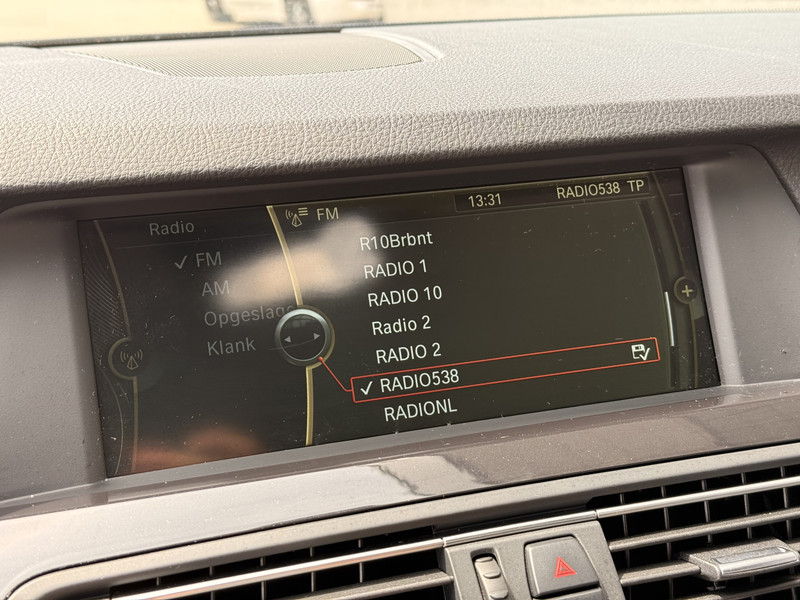 Radio
FM
13:31
RADIO538 TP
FM
AM
Klank
R10Brbnt
RADIO 1
RADIO 10
Radio 2
RADIO 2
RADIO538
RADIONL